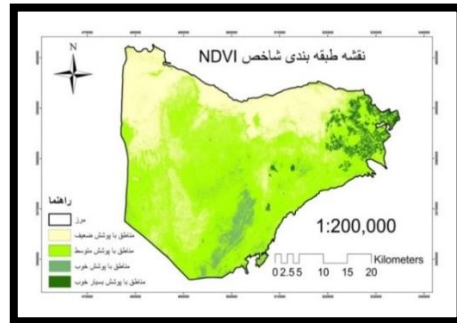 نقشه طبقه بندی شاخص NDVI
N
راهنما
مرز
مناطق با پوشش ضعیف
مناطق با پوشش متوسط
مناطق با پوشش خوب
مناطق با پوشش بسیار خوب
1:200,000
Kilometers
0 2.5 5 10 15 20